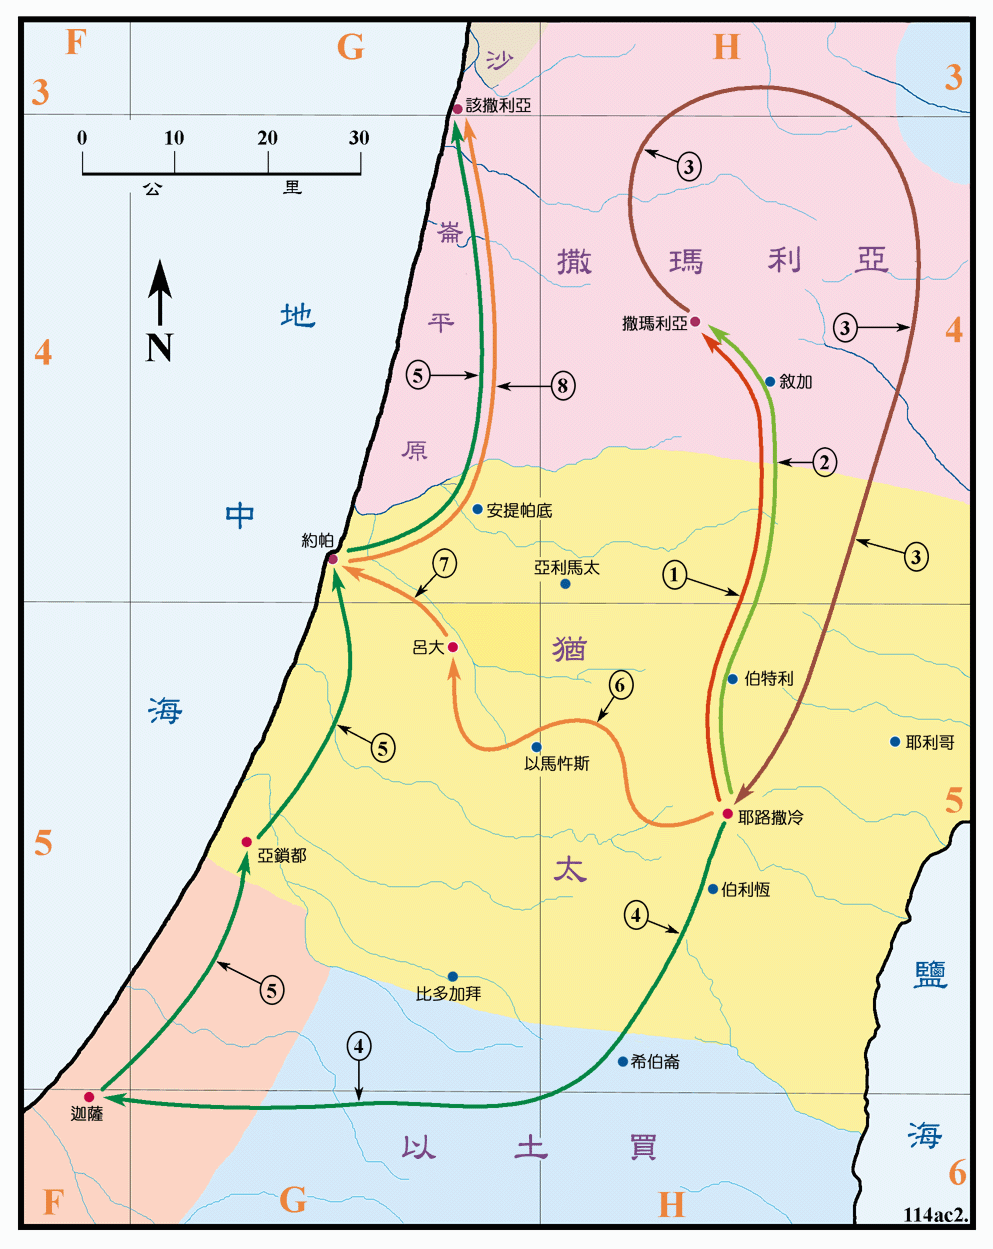 F
G
H
3
3
沙
該撒利亞
0 10 20 30
公 里
③
崙
撒 瑪 利 亞
地
平
撒瑪利亞
③
N
4
4
⑤
⑧
敘加
原
②
安提帕底
中
約帕
⑦
亞利馬太
①
③
呂大
猶
伯特利
⑥
海
⑤
以馬忤斯
耶利哥
5
耶路撒冷
5
亞鎖都
太
伯利恆
④
鹽
⑤
比多加拜
④
希伯崙
迦薩
以 土 買
海
6
F
G
H
114ac2.